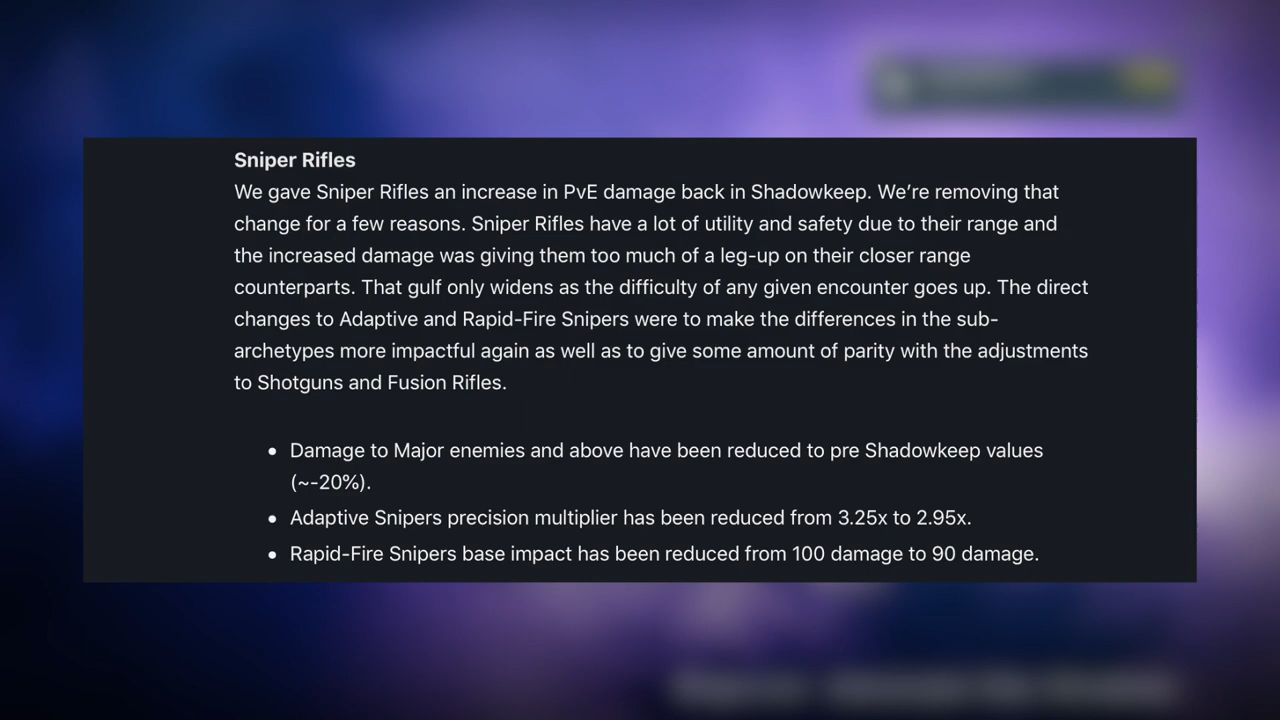 Sniper Rifles
We gave Sniper Rifles an increase in PvE damage back in Shadowkeep. We’re removing that
change for a few reasons. Sniper Rifles have a lot of utility and safety due to their range and
the increased damage was giving them too much of a leg-up on their closer range
counterparts. That gulf only widens as the difficulty of any given encounter goes up. The direct
changes to Adaptive and Rapid-Fire Snipers were to make the differences in the sub-
archetypes more impactful again as well as to give some amount of parity with the adjustments
to Shotguns and Fusion Rifles.
• Damage to Major enemies and above have been reduced to pre Shadowkeep values
(~-20%).
• Adaptive Snipers precision multiplier has been reduced from 3.25x to 2.95x.
• Rapid-Fire Snipers base impact has been reduced from 100 damage to 90 damage.